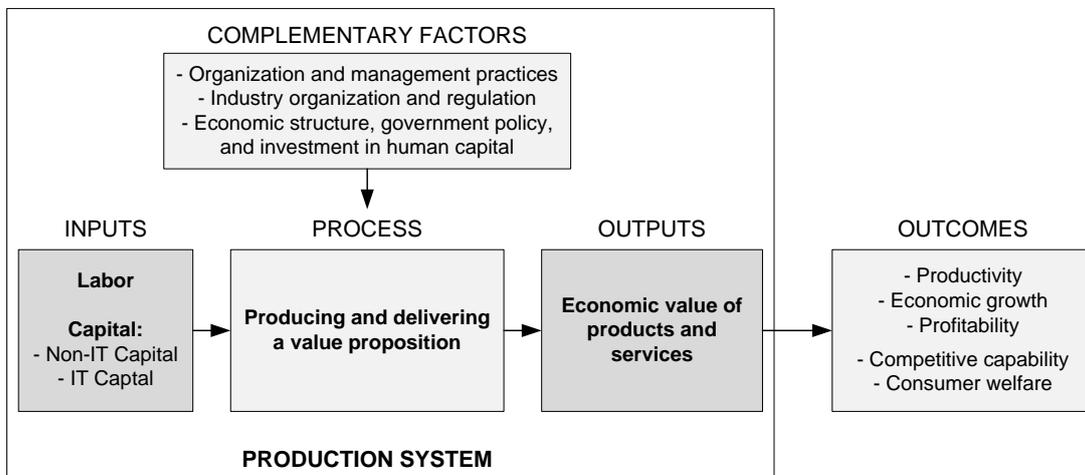 COMPLEMENTARY FACTORS
- Organization and management practices
- Industry organization and regulation
- Economic structure, government policy,
and investment in human capital
INPUTS
Labor
Capital:
- Non-IT Capital
- IT Captal
PROCESS
Producing and delivering
a value proposition
OUTPUTS
Economic value of
products and
services
OUTCOMES
- Productivity
- Economic growth
- Profitability
- Competitive capability
- Consumer welfare
PRODUCTION SYSTEM